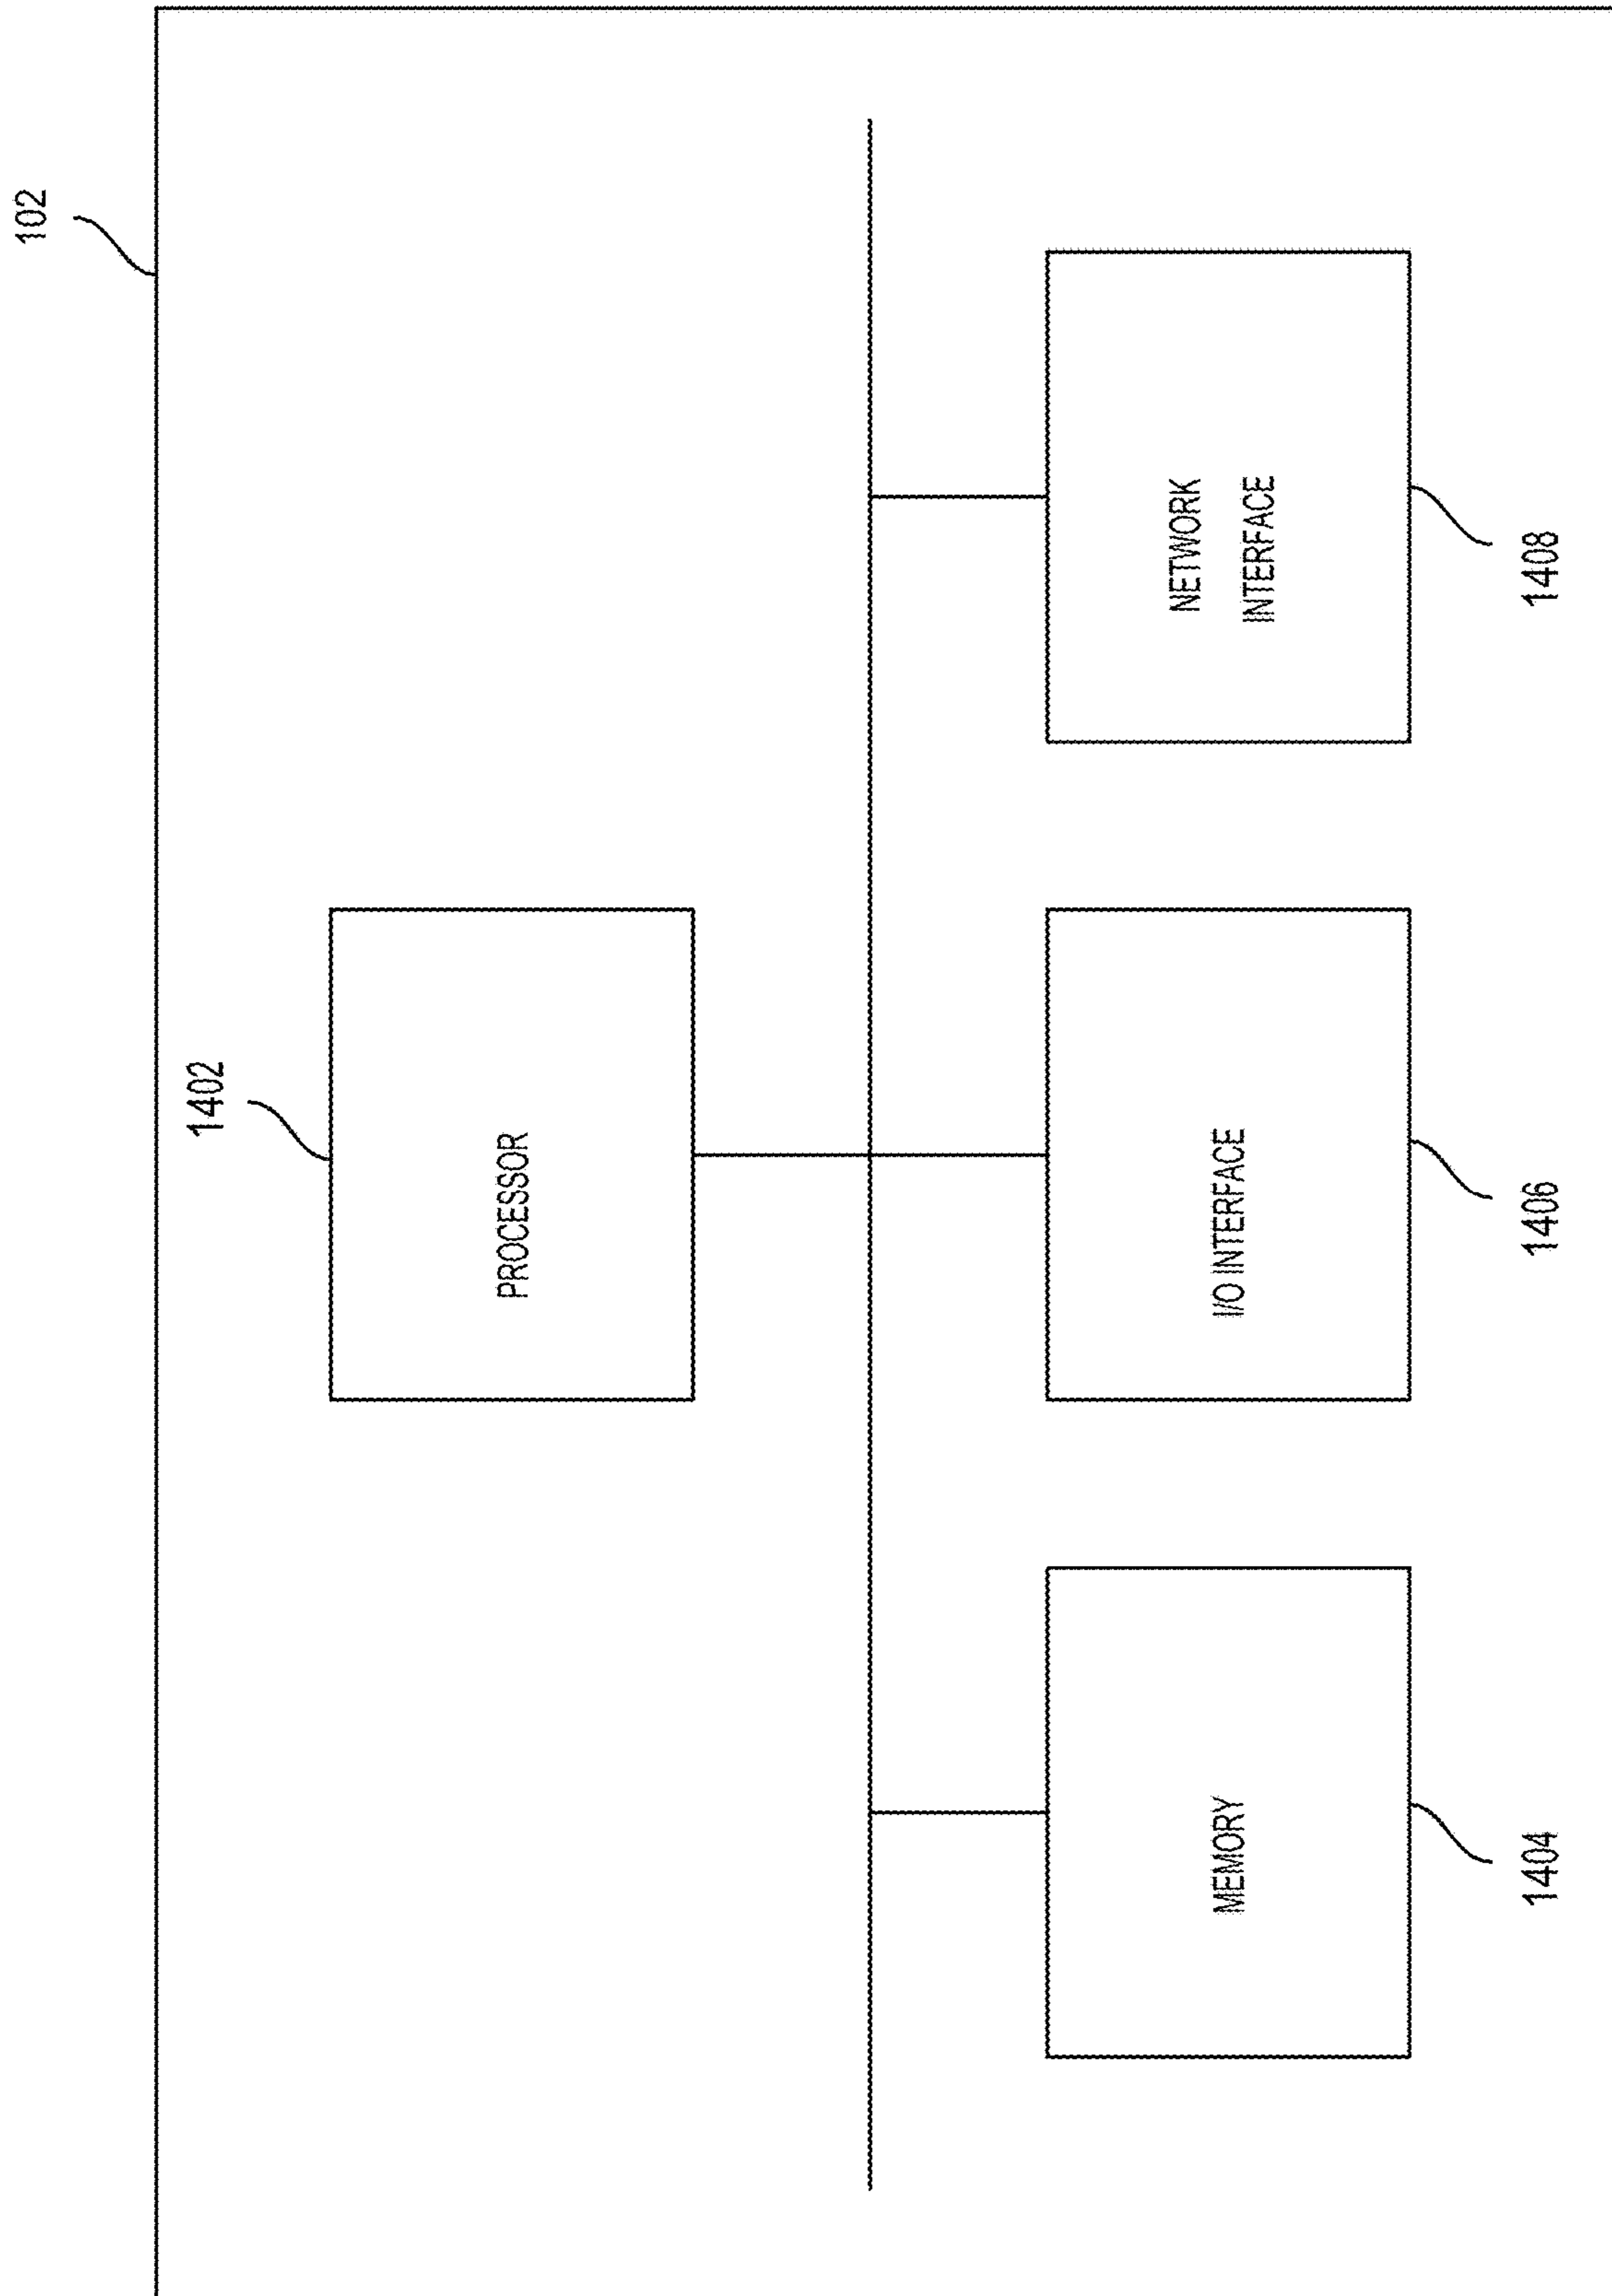 102
1402
PROCESSOR
MEMORY
I/O INTERFACE
NETWORK
INTERFACE
1404
1406
1408